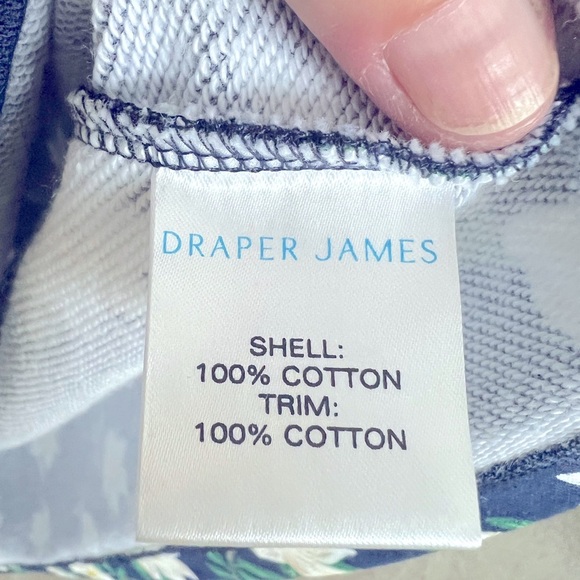 DRAPER JAMES
SHELL:
100% COTTON
TRIM:
100% COTTON